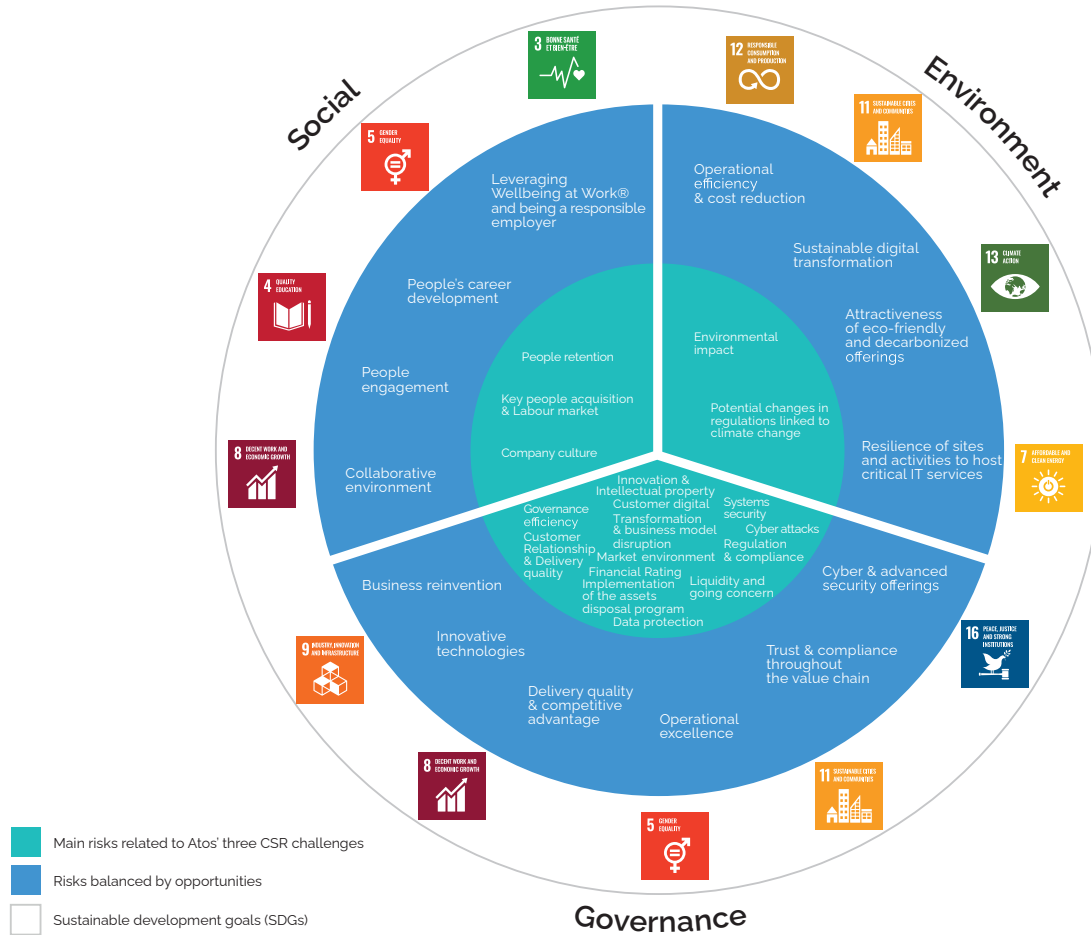 Social
Environment
Governance
3 BONNE SANTÉ
ET BIEN-ÊTRE
12 RESPONSIBLE
CONSUMPTION
AND PRODUCTION
11 SUSTAINABLE CITIES
AND COMMUNITIES
5 GENDER
EQUALITY
13 CLIMATE
ACTION
4 QUALITY
EDUCATION
8 DECENT WORK AND
ECONOMIC GROWTH
7 AFFORDABLE AND
CLEAN ENERGY
Leveraging
Wellbeing at Work®
and being a responsible
employer
People's career
development
People
engagement
Collaborative
environment
Operational
efficiency
& cost reduction
Sustainable digital
transformation
Attractiveness
of eco-friendly
and decarbonized
offerings
Resilience of sites
and activities to host
critical IT services
People retention
Key people acquisition
& Labour market
Company culture
Environmental
impact
Potential changes in
regulations linked to
climate change
Governance
efficiency
Customer
Relationship
& Delivery
quality
Innovation &
Intellectual property
Customer digital
Transformation
& business model
disruption
Market environment
Financial Rating
Implementation
of the assets
disposal program
Data protection
Systems
security
Cyber attacks
Regulation
& compliance
Liquidity and
going concern
Business reinvention
Innovative
technologies
Delivery quality
& competitive
advantage
Operational
excellence
Trust & compliance
throughout
the value chain
Cyber & advanced
security offerings
9 INDUSTRY, INNOVATION
AND INFRASTRUCTURE
16 PEACE, JUSTICE
AND STRONG
INSTITUTIONS
8 DECENT WORK AND
ECONOMIC GROWTH
11 SUSTAINABLE CITIES
AND COMMUNITIES
5 GENDER
EQUALITY
Main risks related to Atos' three CSR challenges
Risks balanced by opportunities
Sustainable development goals (SDGs)